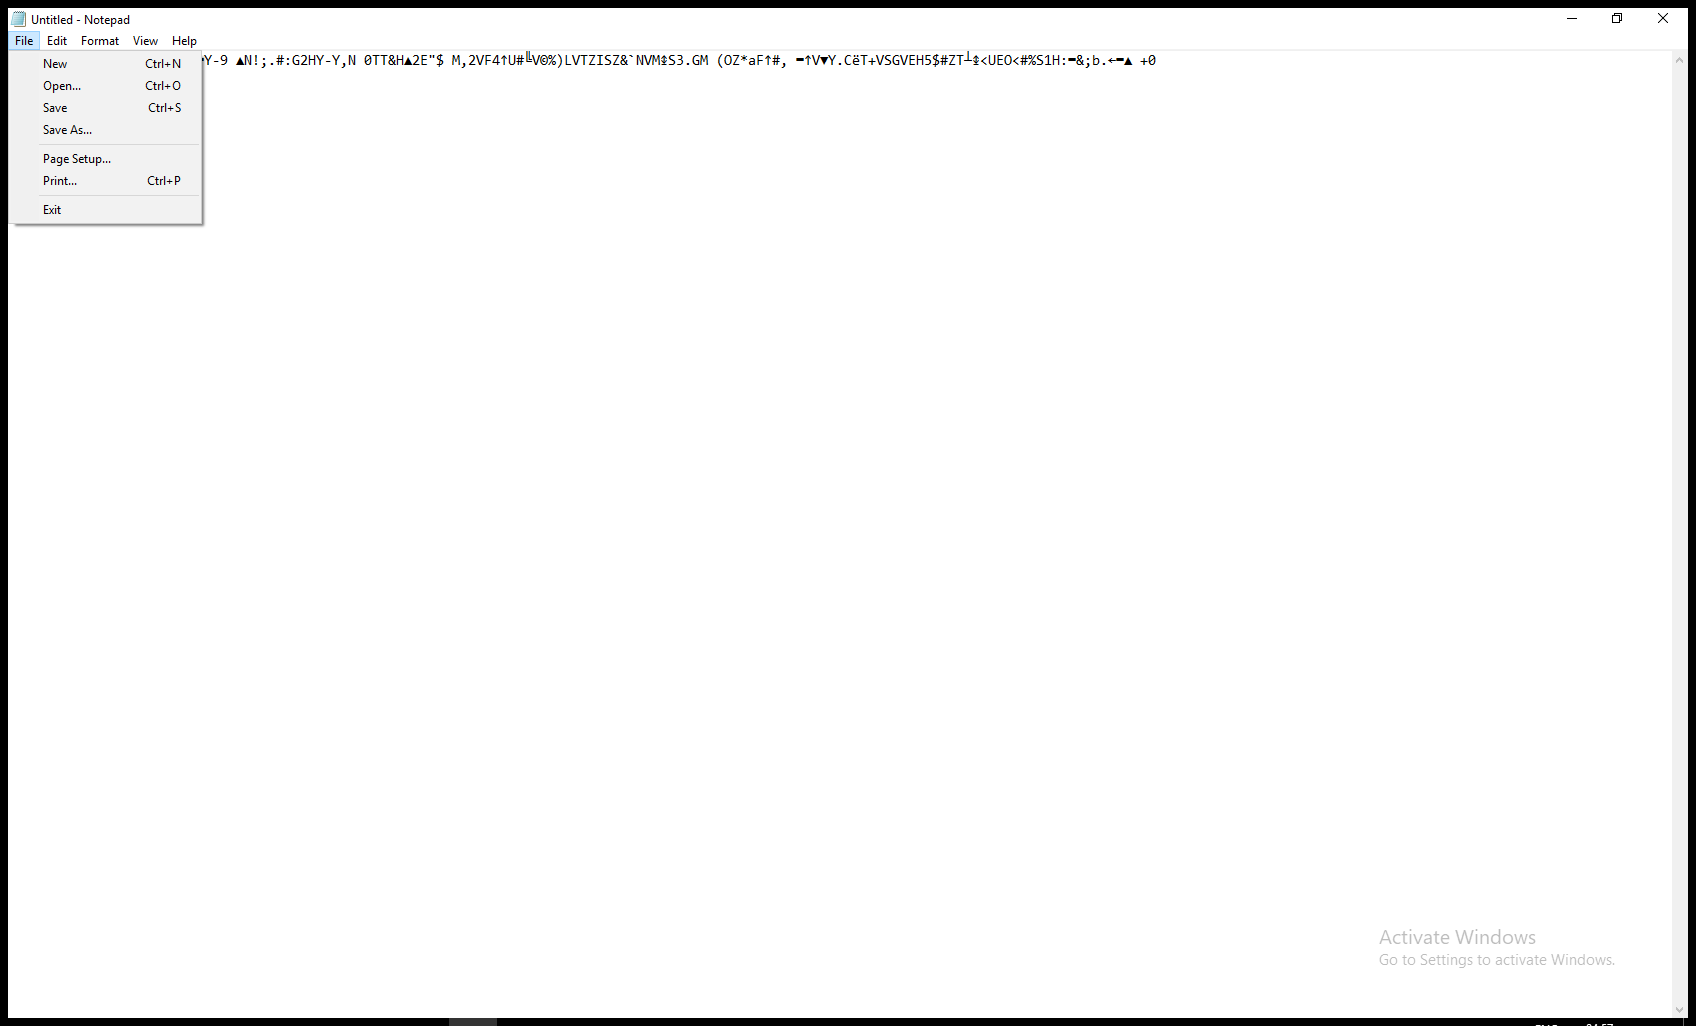 Untitled - Notepad
File Edit Format View Help
Y-9 ▲N!;.#:G2HY-Y,N 0TT&H▲2E"$ M,2VF4↑U#╚V©%)LVTZISZ&`NVM↨S3.GM (OZ*aF↑#, ▬↑V▼Y.CëT+VSGVEH5$#ZT┴↨<UEO<#%S1H:▬&;b.←▬▲ +0
New Ctrl+N
Open... Ctrl+O
Save Ctrl+S
Save As...
Page Setup...
Print... Ctrl+P
Exit
Activate Windows
Go to Settings to activate Windows.